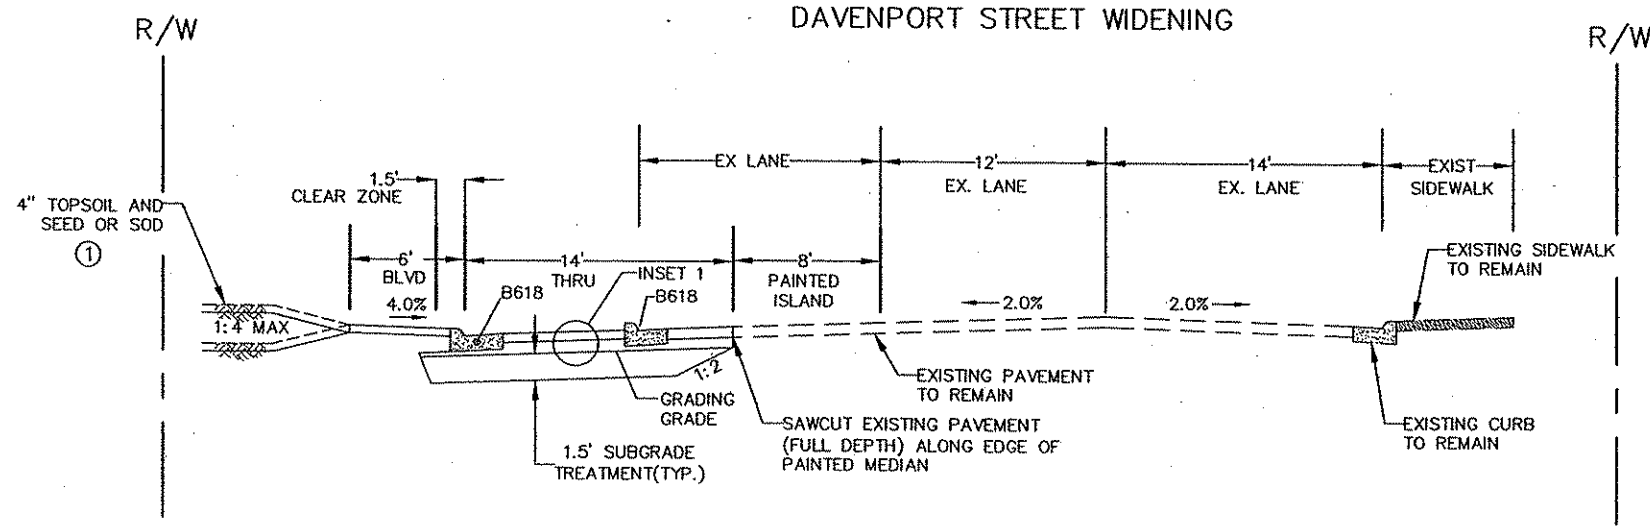 DAVENPORT STREET WIDENING
R/W
R/W
EX LANE
12'
EX. LANE
14'
EX. LANE
EXIST
SIDEWALK
1.5'
CLEAR ZONE
4" TOPSOIL AND
SEED OR SOD
1
6'
BLVD
14'
THRU
INSET 1
8'
PAINTED
ISLAND
EXISTING SIDEWALK
TO REMAIN
4.0%
B618
B618
2.0%
2.0%
1:4 MAX
1:2
GRADING
GRADE
EXISTING PAVEMENT
TO REMAIN
1.5' SUBGRADE
TREATMENT(TYP.)
SAWCUT EXISTING PAVEMENT
(FULL DEPTH) ALONG EDGE OF
PAINTED MEDIAN
EXISTING CURB
TO REMAIN